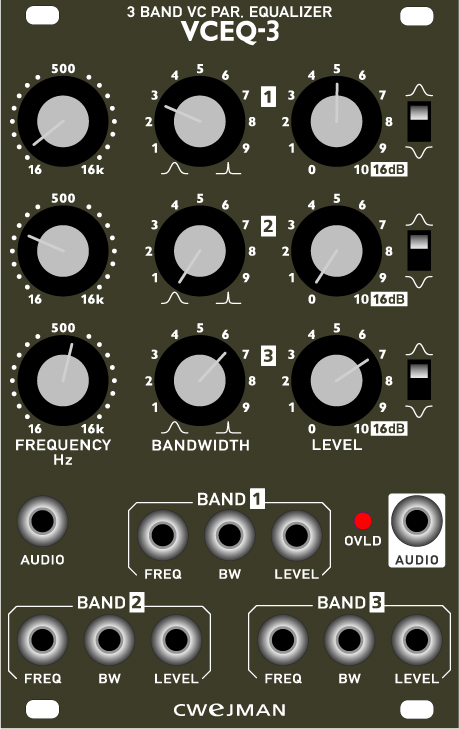 3 BAND VC PAR. EQUALIZER
VCEQ-3
500 16 16k
1 2 3 4 5 6 7 8 9
1
0 1 2 3 4 5 6 7 8 9 10 16dB
500 16 16k
1 2 3 4 5 6 7 8 9
2
0 1 2 3 4 5 6 7 8 9 10 16dB
500 16 16k
1 2 3 4 5 6 7 8 9
3
0 1 2 3 4 5 6 7 8 9 10 16dB
FREQUENCY Hz
BANDWIDTH
LEVEL
AUDIO
BAND 1
FREQ BW LEVEL
OVLD
AUDIO
BAND 2
FREQ BW LEVEL
BAND 3
FREQ BW LEVEL
CWeJMAN